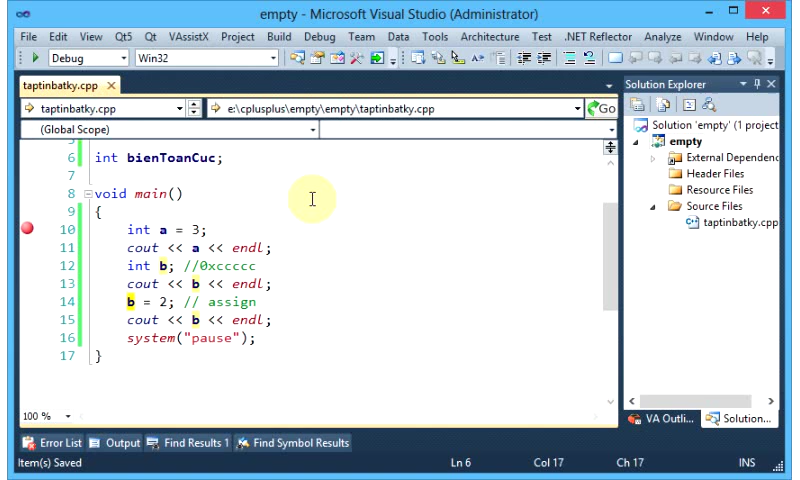 empty - Microsoft Visual Studio (Administrator)
File Edit View Qt5 Qt VAssistX Project Build Debug Team Data Tools Architecture Test .NET Reflector Analyze Window Help
Debug Win32
taptinbatky.cpp
taptinbatky.cpp e:\cplusplus\empty\empty\taptinbatky.cpp Go
(Global Scope)
6 int bienToanCuc;
7
8 void main()
9 {
10 int a = 3;
11 cout << a << endl;
12 int b; //0xccccc
13 cout << b << endl;
14 b = 2; // assign
15 cout << b << endl;
16 system("pause");
17 }
100 %
Solution Explorer
Solution 'empty' (1 project
empty
External Dependenc
Header Files
Resource Files
Source Files
taptinbatky.cpp
VA Outli... Solution...
Error List Output Find Results 1 Find Symbol Results
Item(s) Saved Ln 6 Col 17 Ch 17 INS